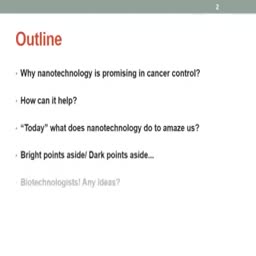 2
Outline
• Why nanotechnology is promising in cancer control?
• How can it help?
• “Today” what does nanotechnology do to amaze us?
• Bright points aside/ Dark points aside...
• Biotechnologists! Any Ideas?